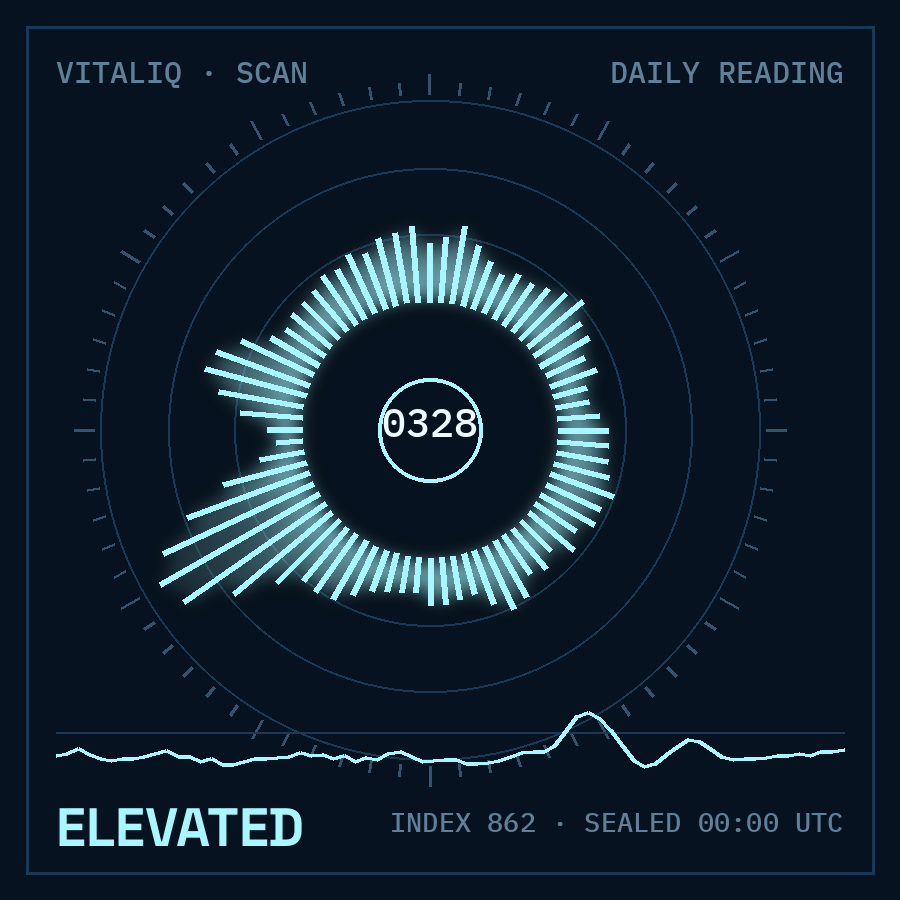 VITALIQ · SCAN
DAILY READING
0328
ELEVATED
INDEX 862 · SEALED 00:00 UTC